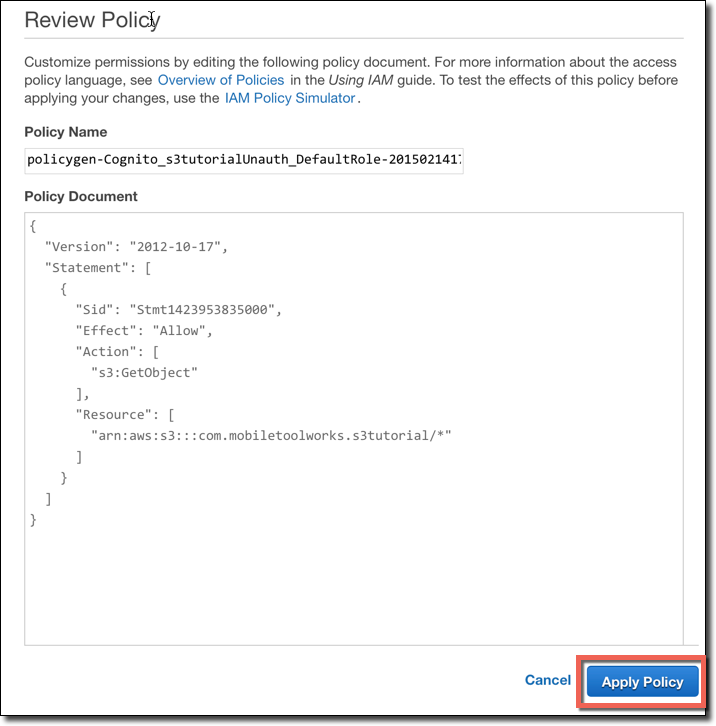 Review Policy
Customize permissions by editing the following policy document. For more information about the access
policy language, see Overview of Policies in the Using IAM guide. To test the effects of this policy before
applying your changes, use the IAM Policy Simulator.
Policy Name
policygen-Cognito_s3tutorialUnauth_DefaultRole-201502141
Policy Document
{
"Version": "2012-10-17",
"Statement": [
{
"Sid": "Stmt1423953835000",
"Effect": "Allow",
"Action": [
"s3:GetObject"
],
"Resource": [
"arn:aws:s3:::com.mobiletoolworks.s3tutorial/*"
]
}
]
}
Cancel
Apply Policy